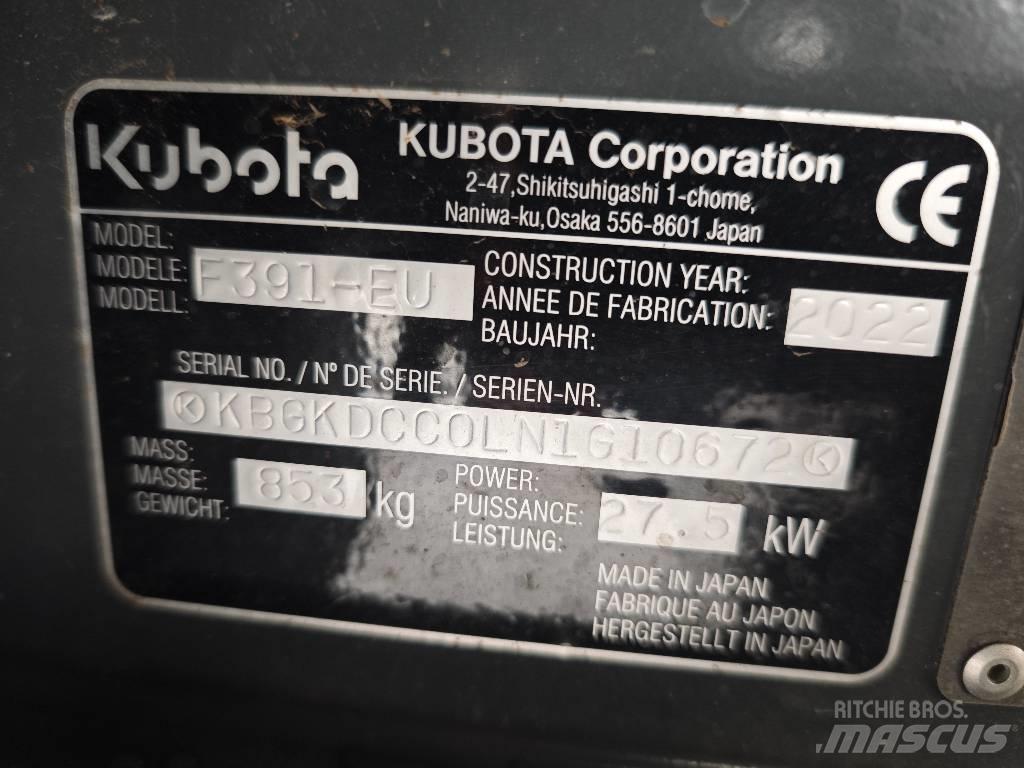 Kubota
KUBOTA Corporation
2-47,Shikitsuhigashi 1-chome,
Naniwa-ku,Osaka 556-8601 Japan
CE
MODEL:
MODELE:
MODELL:
F391-EU
CONSTRUCTION YEAR:
ANNEE DE FABRICATION:
BAUJAHR:
2022
SERIAL NO. / N° DE SERIE. / SERIEN-NR.
KBGKDCC0LN1G10672
MASS:
MASSE:
GEWICHT:
853 kg
POWER:
PUISSANCE:
LEISTUNG:
27.5 kW
MADE IN JAPAN
FABRIQUE AU JAPON
HERGESTELLT IN JAPAN
RITCHIE BROS.
MASCUS